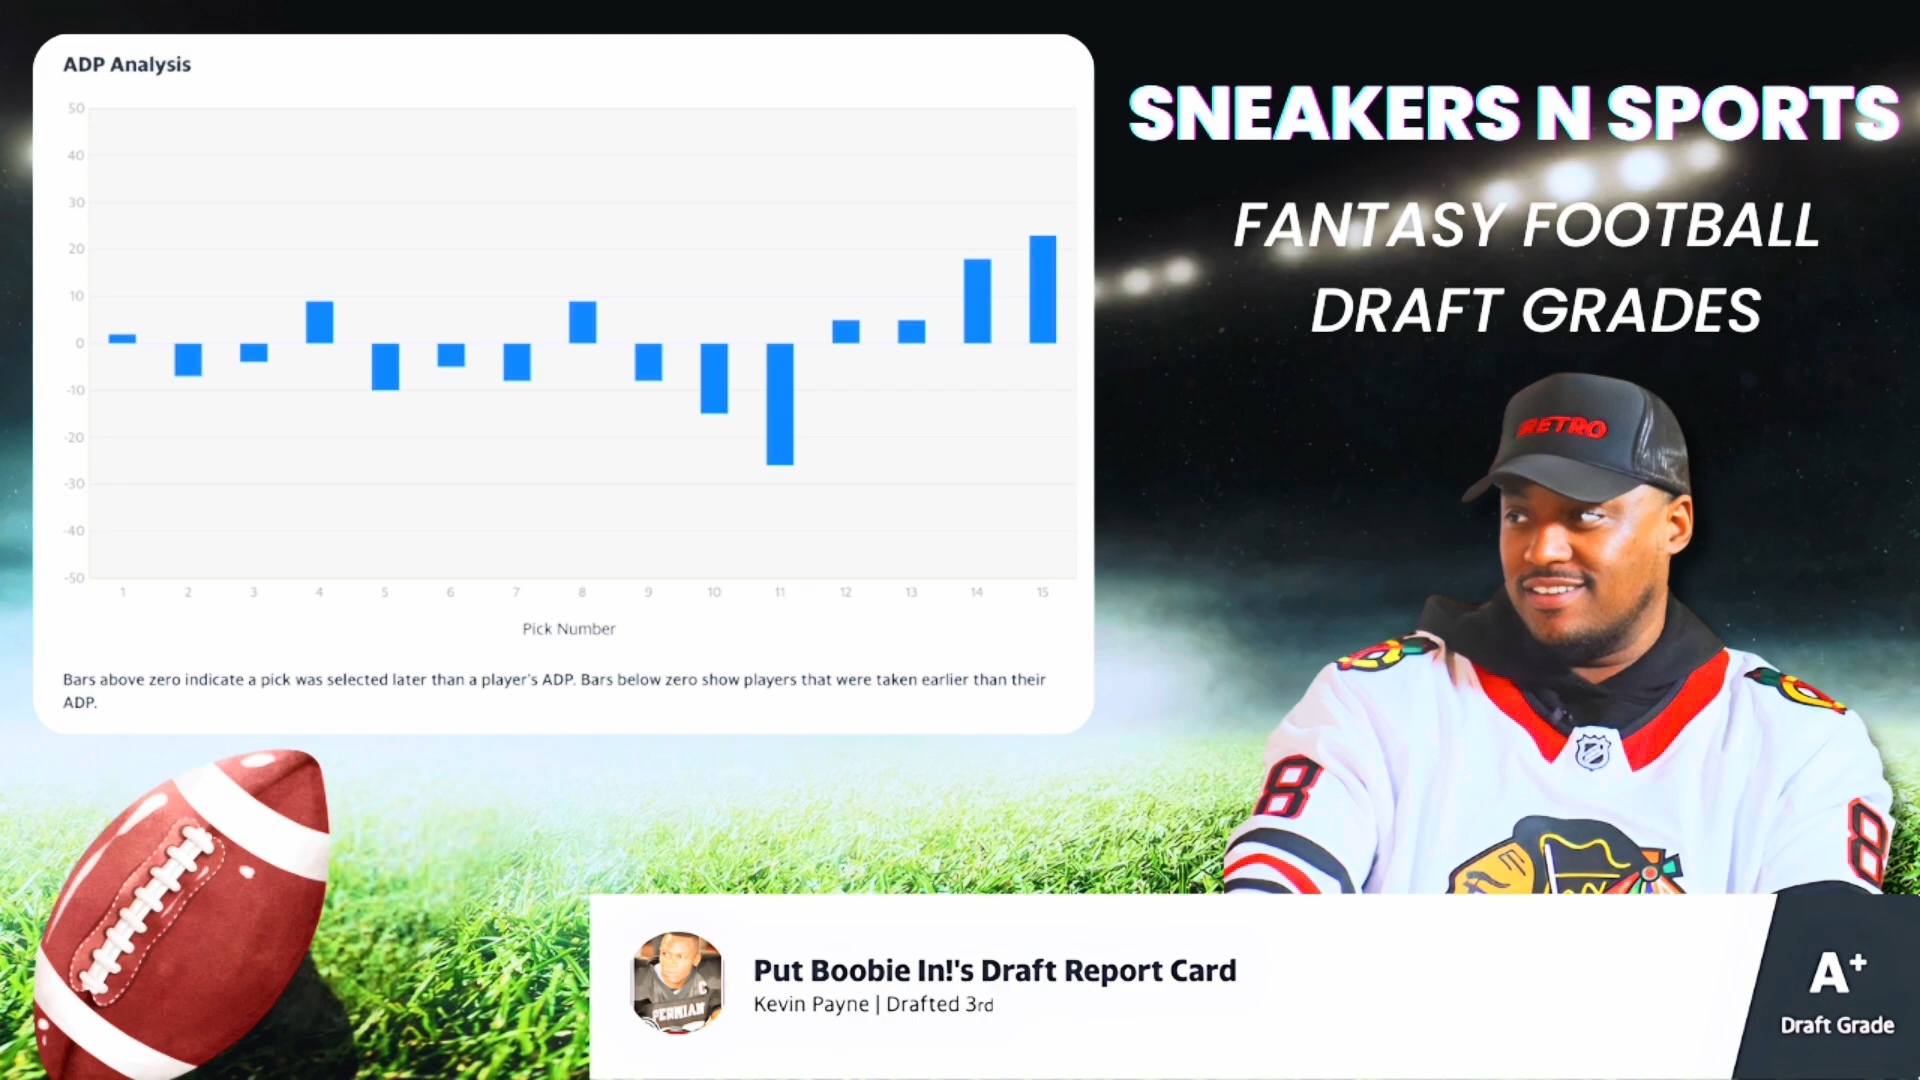 ADP Analysis
50
40
30
20
10
0
-10
-20
-30
-40
-50
1 2 3 4 5 6 7 8 9 10 11 12 13 14 15
Pick Number
Bars above zero indicate a pick was selected later than a player's ADP. Bars below zero show players that were taken earlier than their
ADP.
SNEAKERS N SPORTS
FANTASY FOOTBALL
DRAFT GRADES
RETRO
8
8
Put Boobie In!'s Draft Report Card
Kevin Payne | Drafted 3rd
PERMIAN
C
A+
Draft Grade